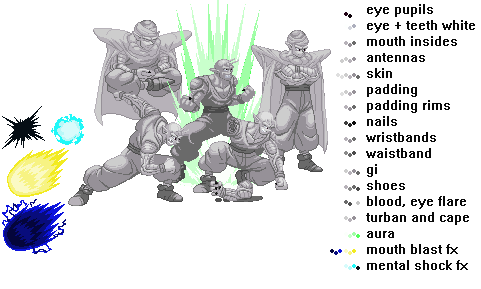 eye pupils
eye + teeth white
mouth insides
antennas
skin
padding
padding rims
nails
wristbands
waistband
gi
shoes
blood, eye flare
turban and cape
aura
mouth blast fx
mental shock fx